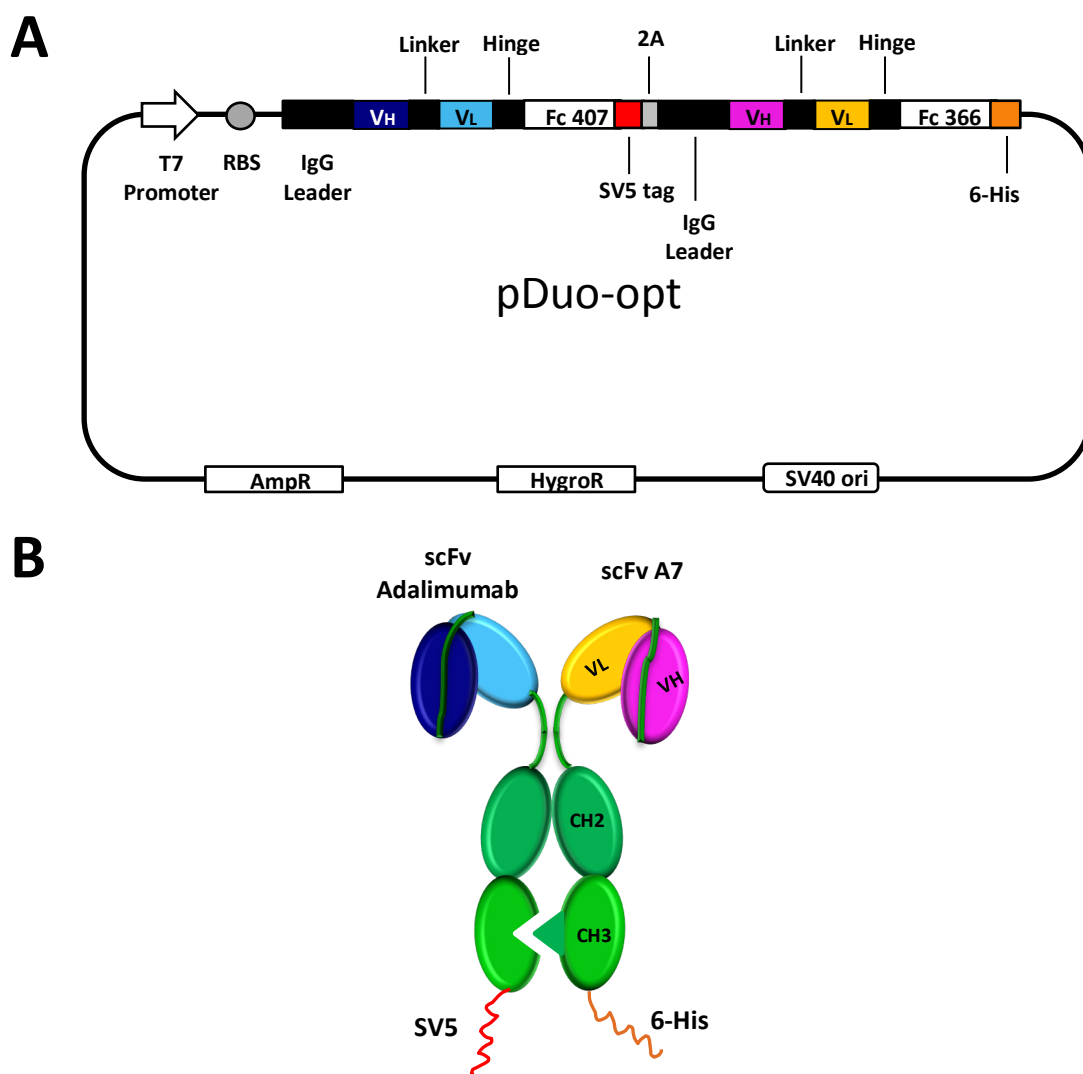 A
2A
Linker
Hinge
Linker
Hinge
VH
VL
Fc 407
VH
VL
Fc 366
T7
Promoter
RBS
IgG
Leader
SV5 tag
IgG
Leader
6-His
pDuo-opt
AmpR
HygroR
SV40 ori
B
scFv
Adalimumab
scFv A7
VL
VH
CH2
CH3
SV5
6-His